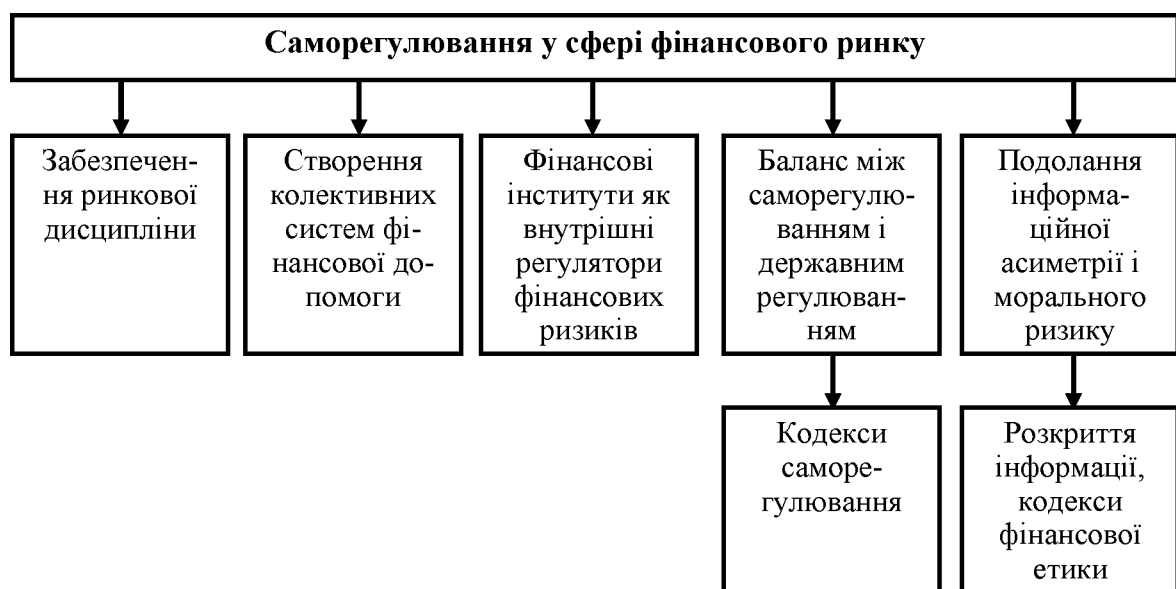 Саморегулювання у сфері фінансового ринку
Забезпечен-
ня ринкової
дисципліни
Створення
колективних
систем фі-
нансової до-
помоги
Фінансові
інститути як
внутрішні
регулятори
фінансових
ризиків
Баланс між
саморегулю-
ванням і
державним
регулюван-
ням
Подолання
інформа-
ційної
асиметрії і
морального
ризику
Кодекси
саморе-
гулювання
Розкриття
інформації,
кодекси
фінансової
етики